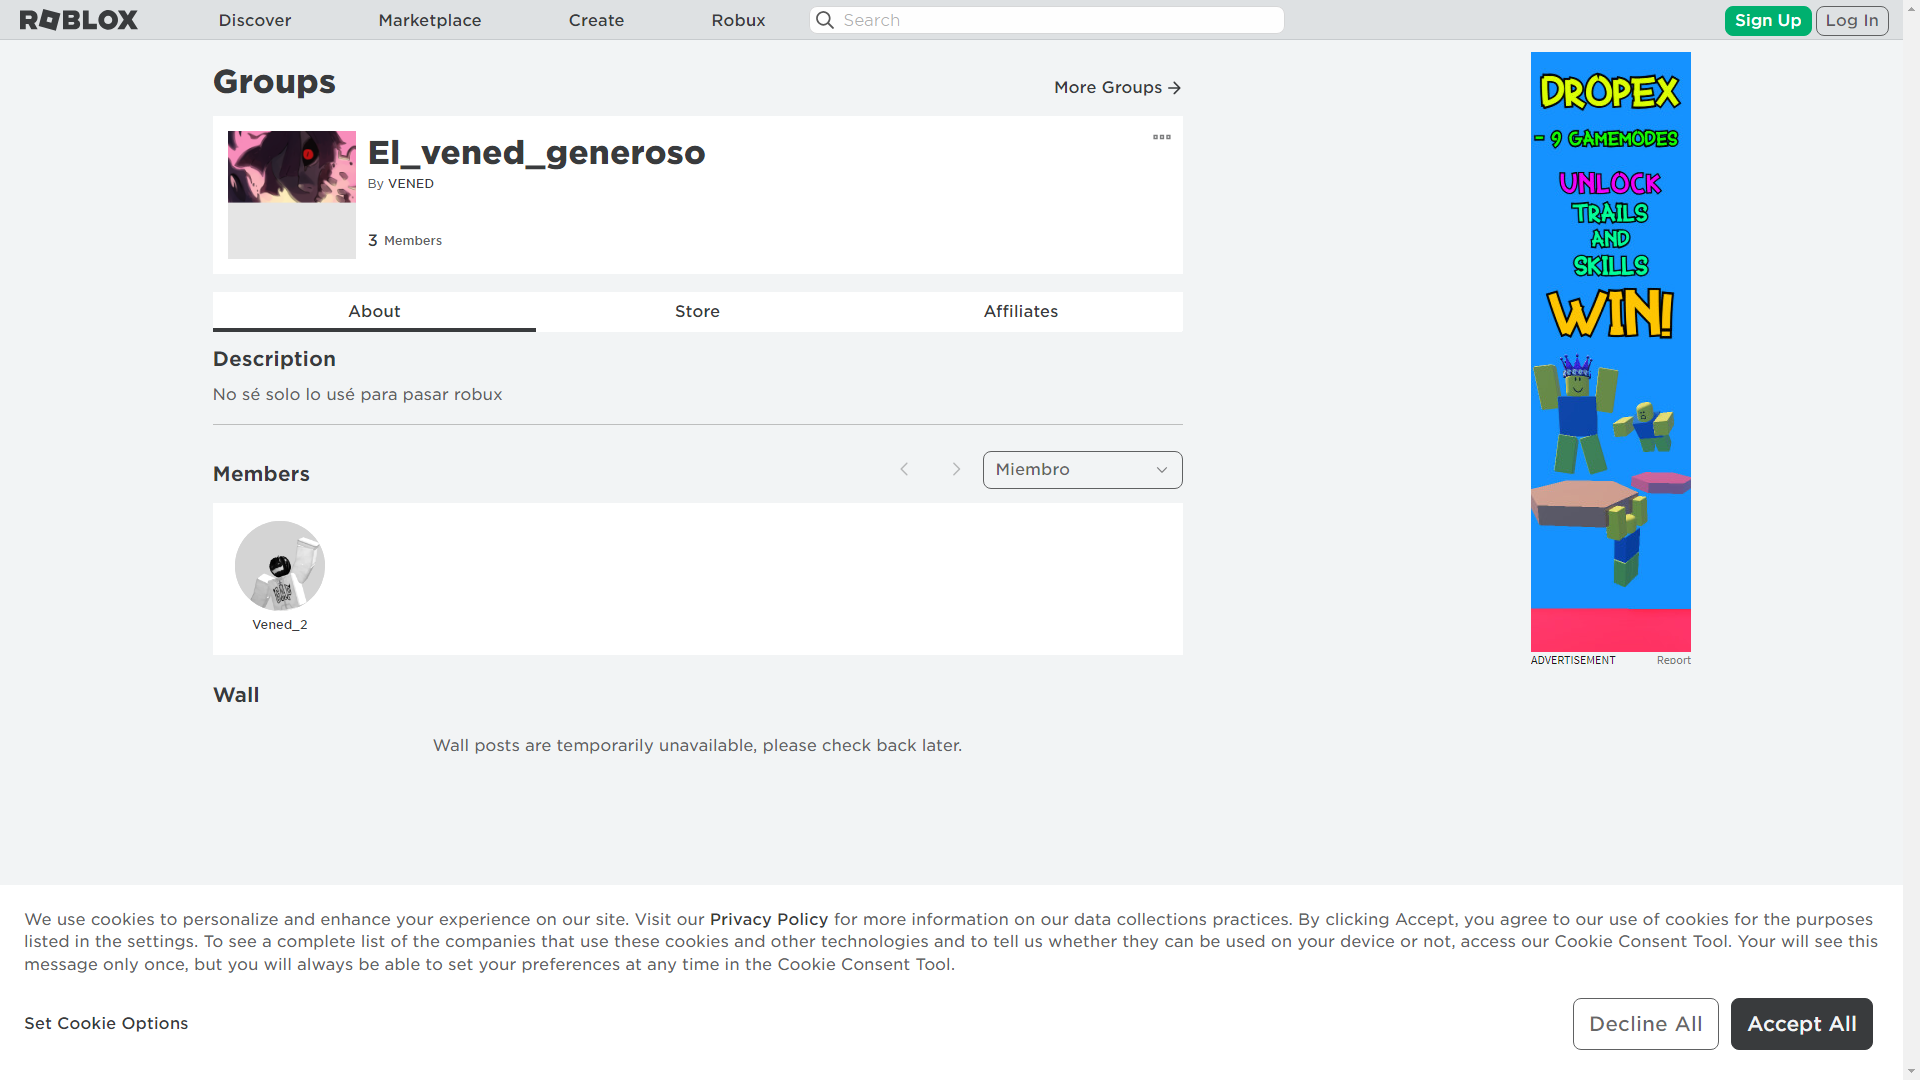 ROBLOX
Discover
Marketplace
Create
Robux
Search
Sign Up
Log In
Groups
More Groups
El_vened_generoso
By VENED
3 Members
About
Store
Affiliates
Description
No sé solo lo usé para pasar robux
Members
Miembro
Vened_2
Wall
Wall posts are temporarily unavailable, please check back later.
DROPEX
- 9 GAMEMODES
UNLOCK
TRAILS
AND
SKILLS
WIN!
ADVERTISEMENT
Report
We use cookies to personalize and enhance your experience on our site. Visit our Privacy Policy for more information on our data collections practices. By clicking Accept, you agree to our use of cookies for the purposes
listed in the settings. To see a complete list of the companies that use these cookies and other technologies and to tell us whether they can be used on your device or not, access our Cookie Consent Tool. Your will see this
message only once, but you will always be able to set your preferences at any time in the Cookie Consent Tool.
Set Cookie Options
Decline All
Accept All